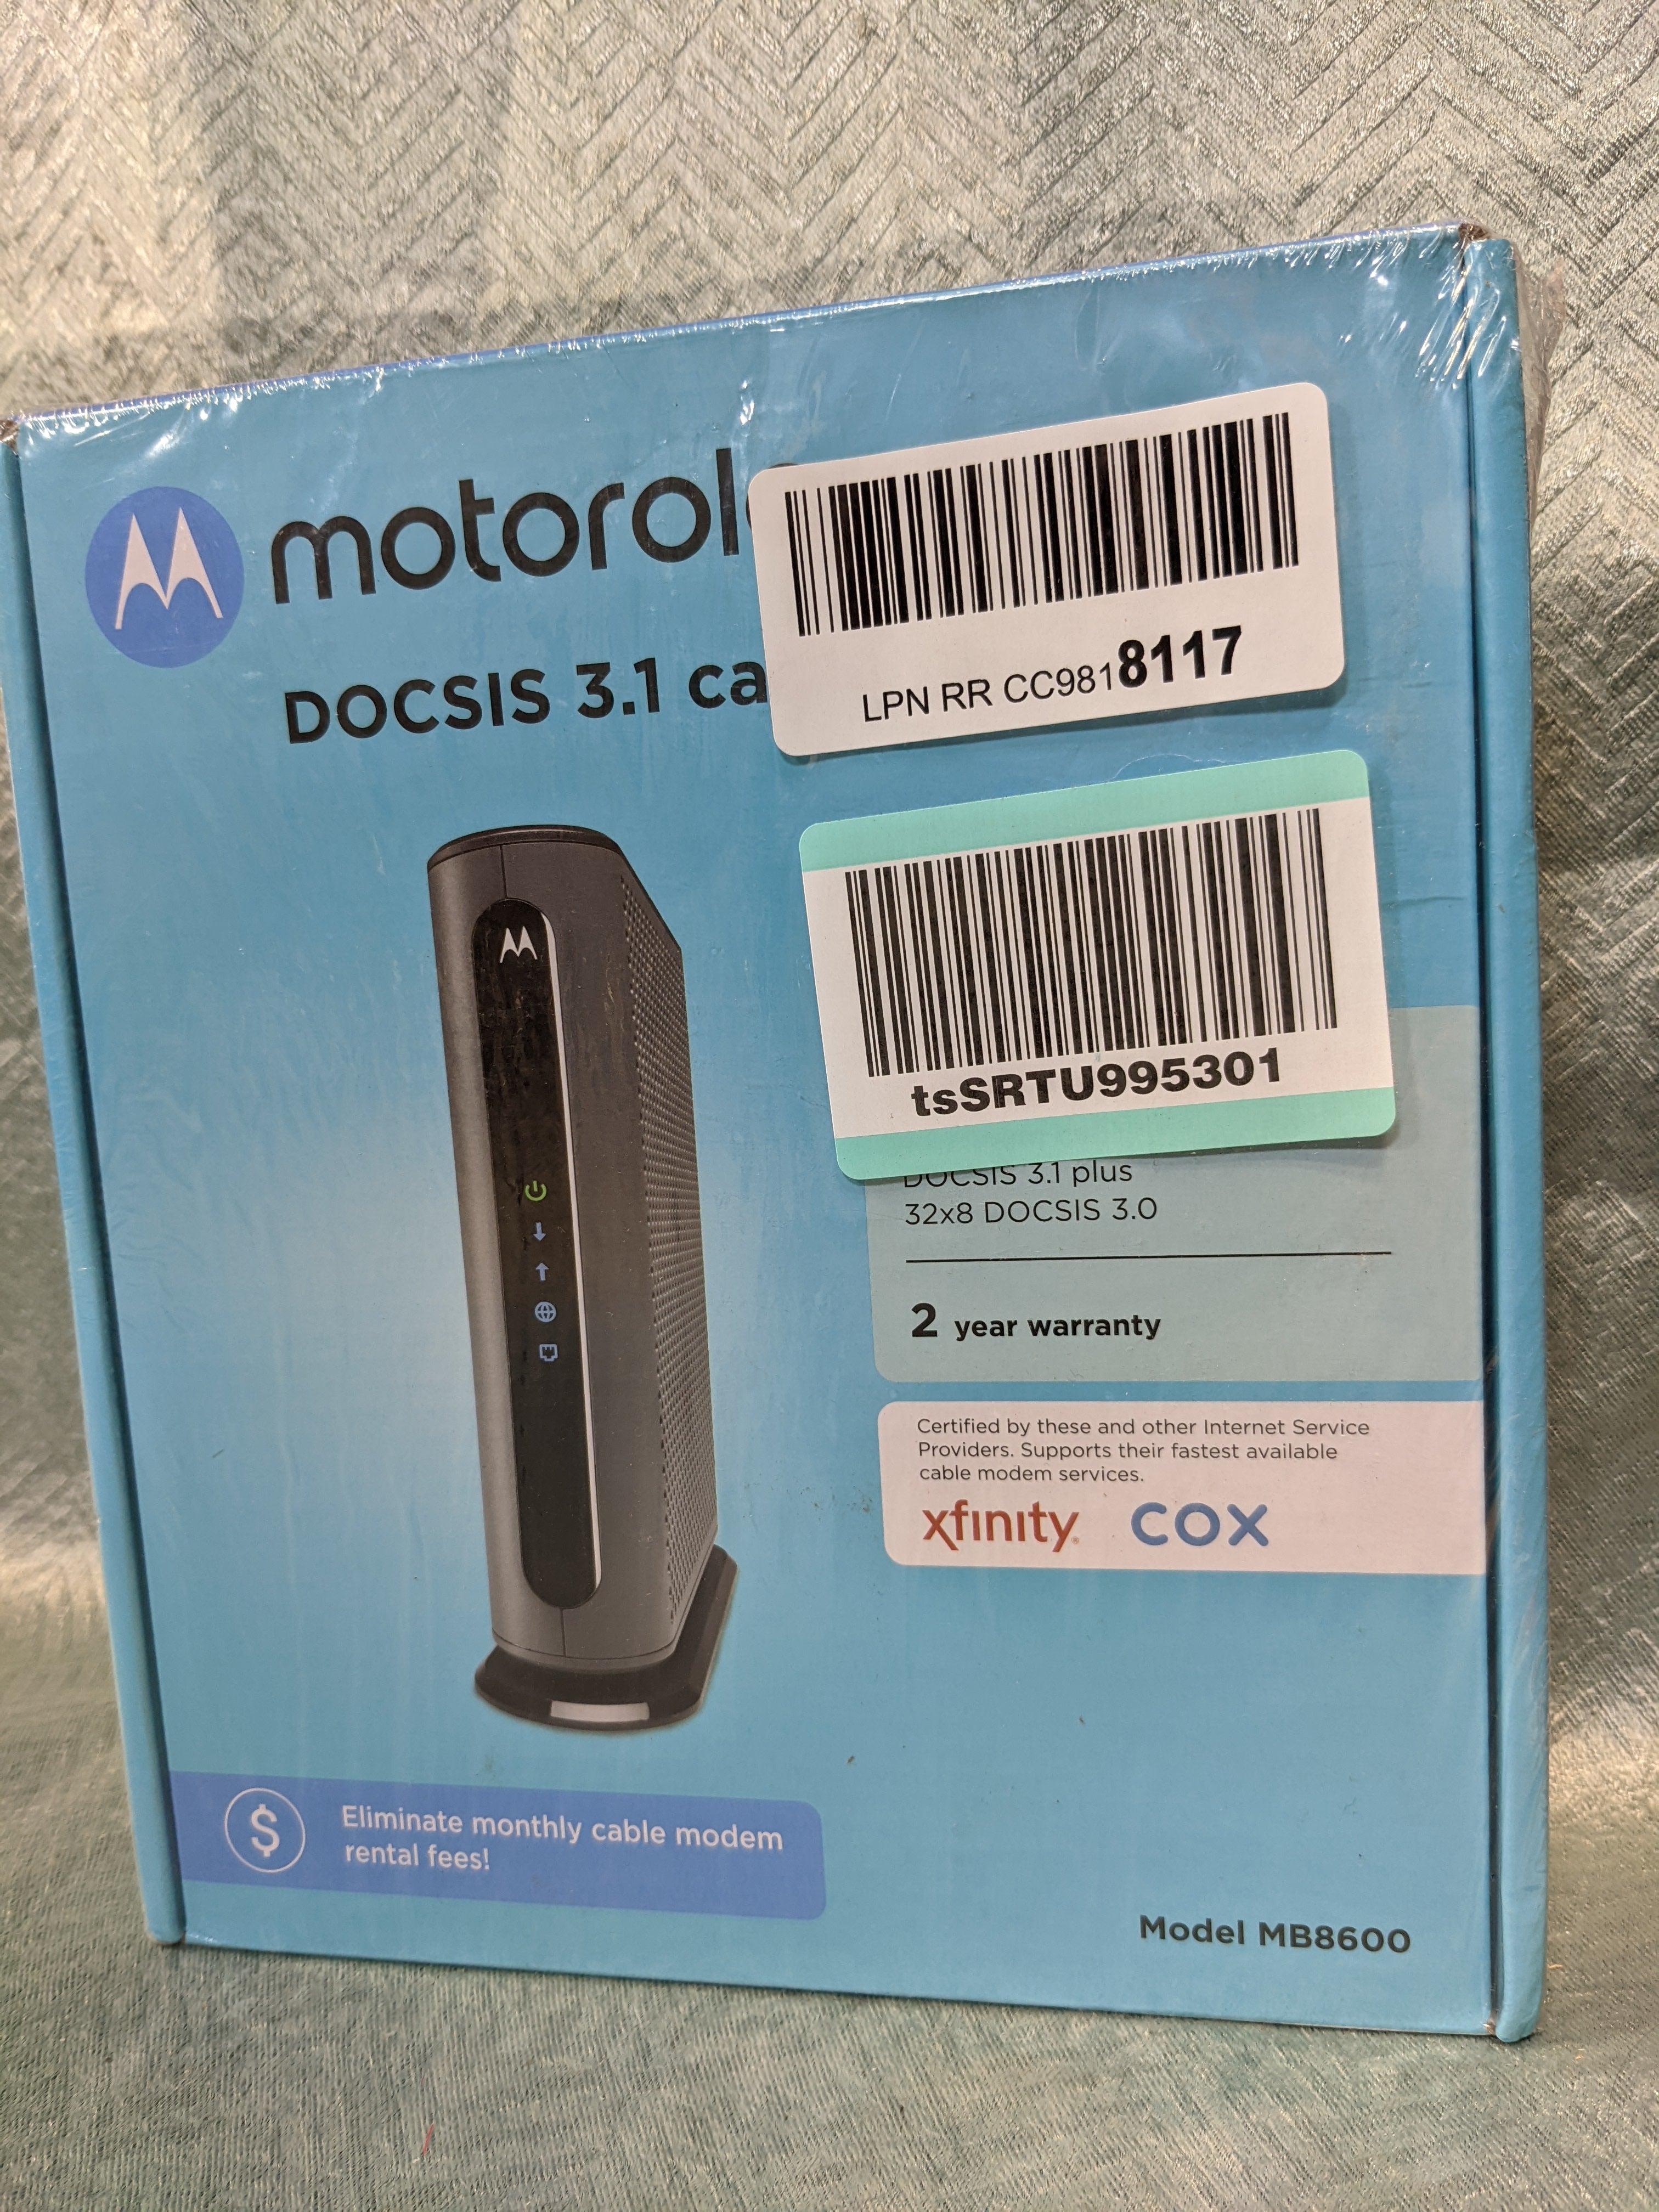 motorol
DOCSIS 3.1 ca
LPN RR CC9818117
tsSRTU995301
DOCSIS 3.1 plus
32x8 DOCSIS 3.0
2 year warranty
Certified by these and other Internet Service
Providers. Supports their fastest available
cable modem services.
xfinity COX
Eliminate monthly cable modem
rental fees!
Model MB8600